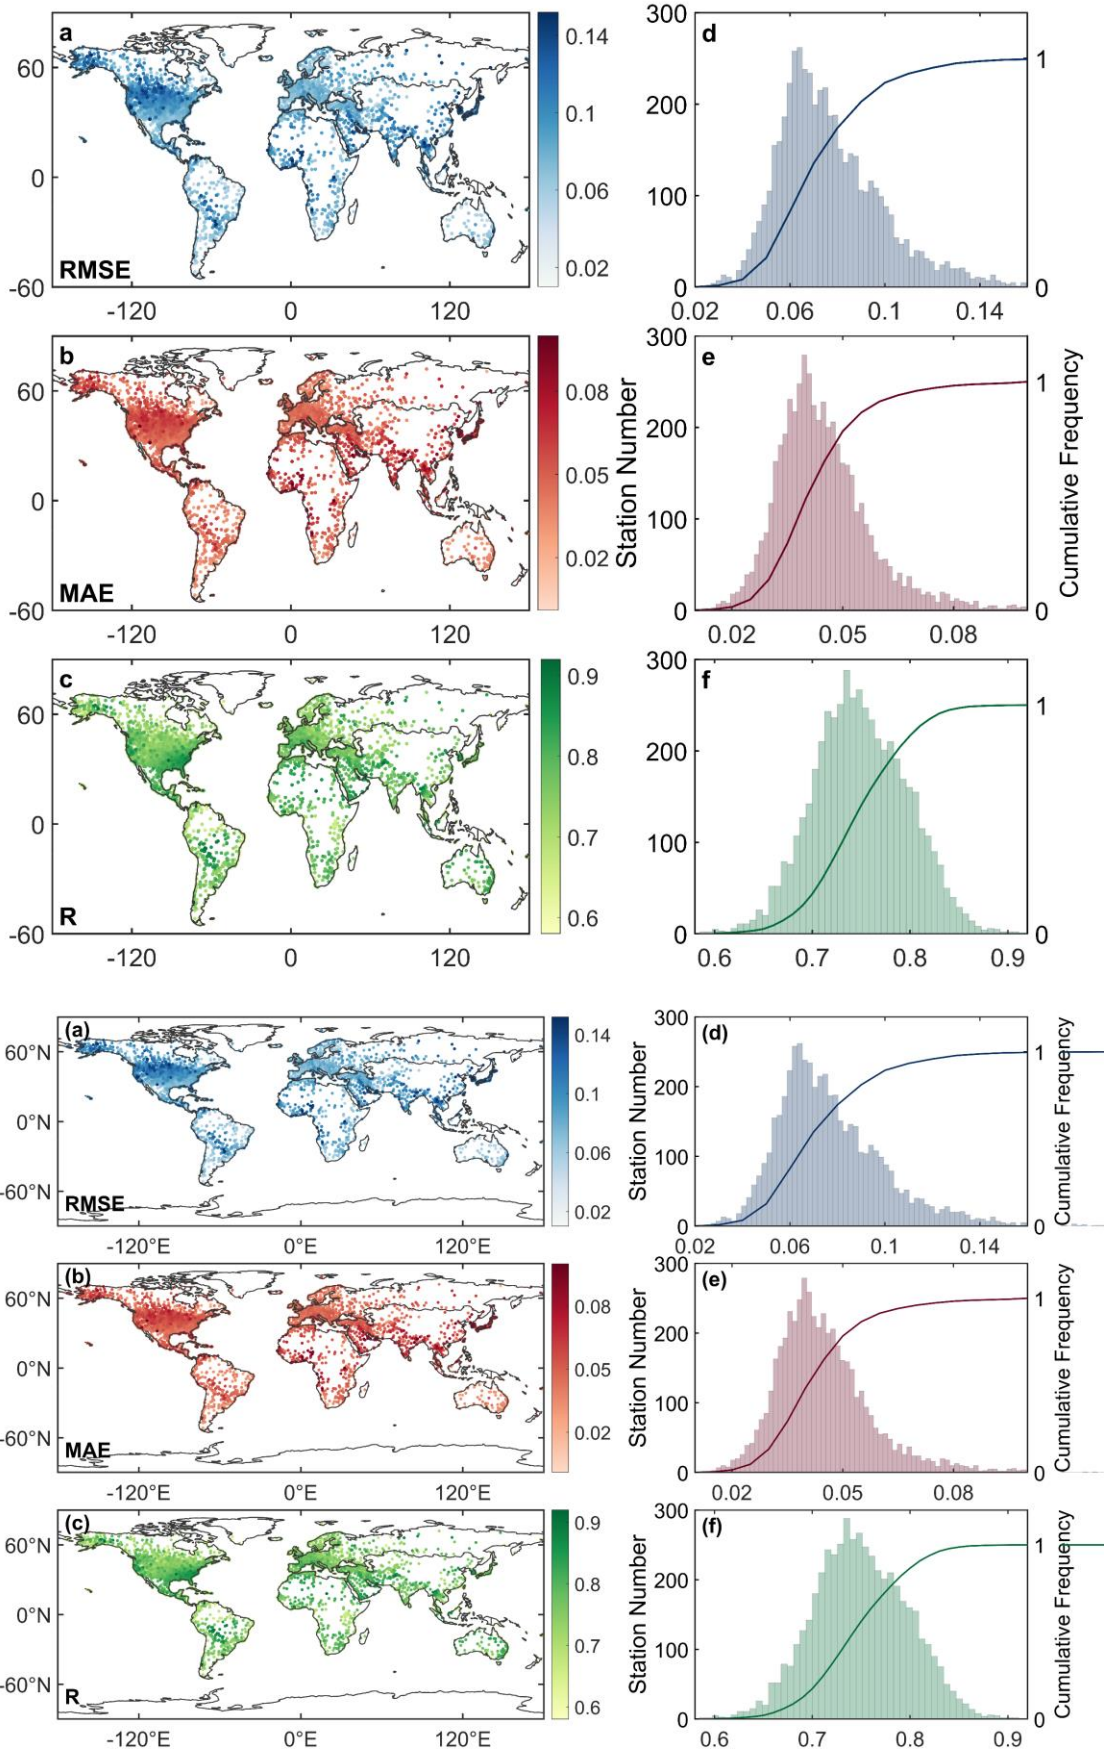 a
60
0
-60
RMSE
-120
0
120
0.14
0.1
0.06
0.02
d
300
200
100
0
1
0
0.02
0.06
0.1
0.14
b
60
0
-60
MAE
-120
0
120
0.08
0.05
0.02
Station Number
e
300
200
100
0
1
0
0.02
0.05
0.08
Cumulative Frequency
c
60
0
-60
R
-120
0
120
0.9
0.8
0.7
0.6
f
300
200
100
0
1
0
0.6
0.7
0.8
0.9
(a)
60°N
0°N
-60°N
RMSE
-120°E
0°E
120°E
0.14
0.1
0.06
0.02
Station Number
(d)
300
200
100
0
1
0
0.02
0.06
0.1
0.14
Cumulative Frequency
(b)
60°N
0°N
-60°N
MAE
-120°E
0°E
120°E
0.08
0.05
0.02
Station Number
(e)
300
200
100
0
1
0
0.02
0.05
0.08
Cumulative Frequency
(c)
60°N
0°N
-60°N
R
-120°E
0°E
120°E
0.9
0.8
0.7
0.6
Station Number
(f)
300
200
100
0
1
0
0.6
0.7
0.8
0.9
Cumulative Frequency